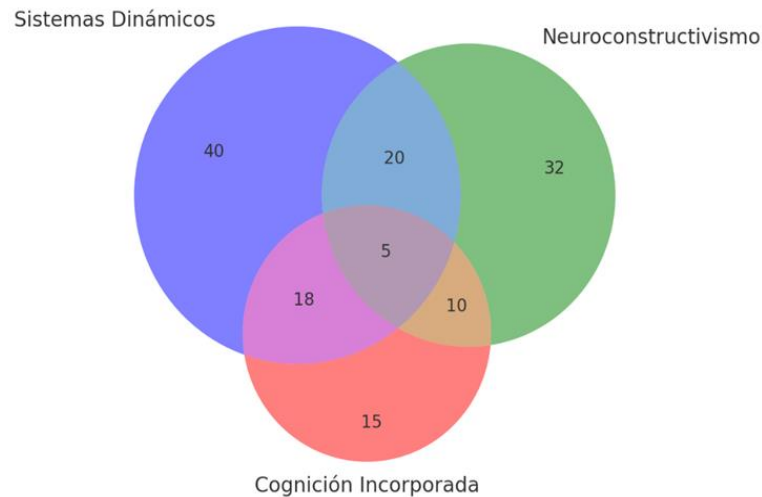 Sistemas Dinámicos
Neuroconstructivismo
40
20
32
5
18
10
15
Cognición Incorporada